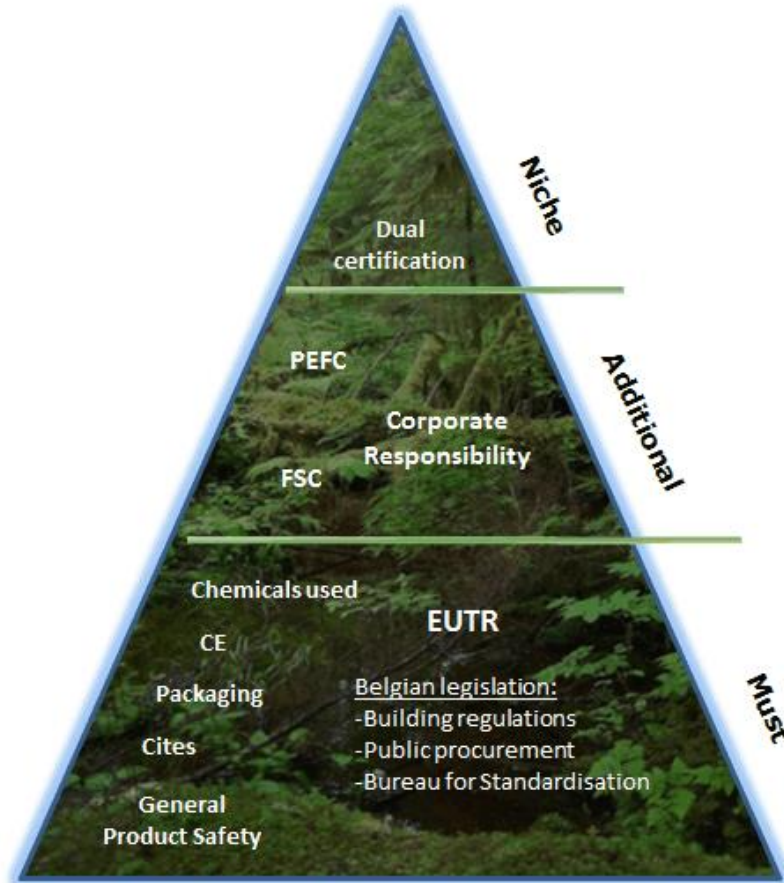 Niche
Dual
certification
Additional
PEFC
Corporate
Responsibility
FSC
Must
Chemicals used
EUTR
CE
Packaging
Cites
General
Product Safety
Belgian legislation:
-Building regulations
-Public procurement
-Bureau for Standardisation